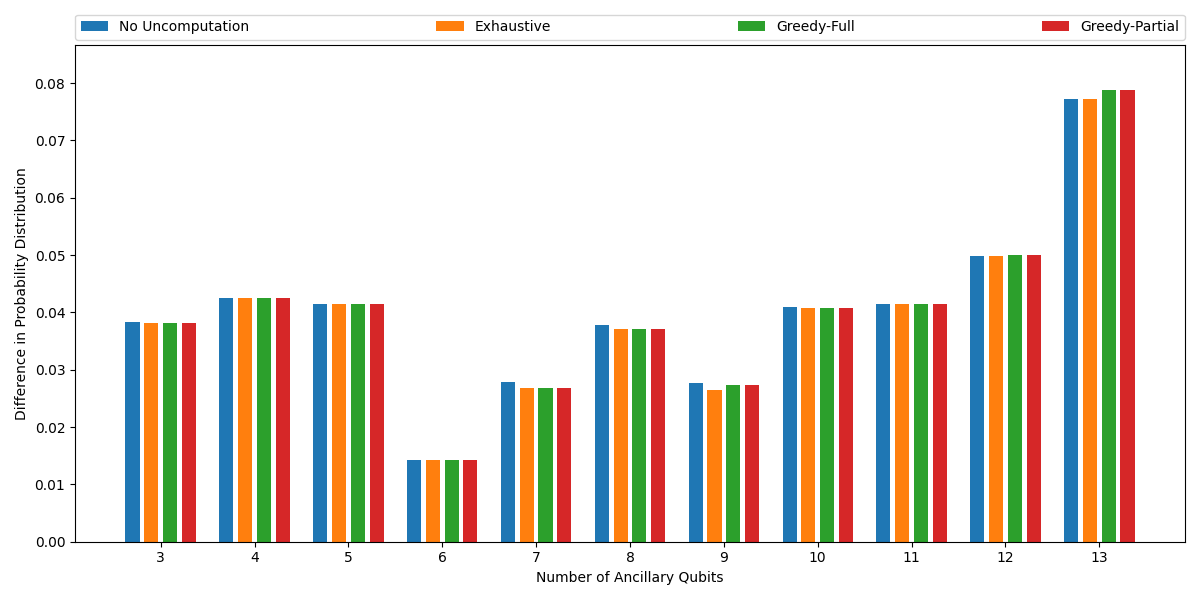 No Uncomputation Exhaustive Greedy-Full Greedy-Partial
Difference in Probability Distribution
0.08
0.07
0.06
0.05
0.04
0.03
0.02
0.01
0.00
3 4 5 6 7 8 9 10 11 12 13
Number of Ancillary Qubits